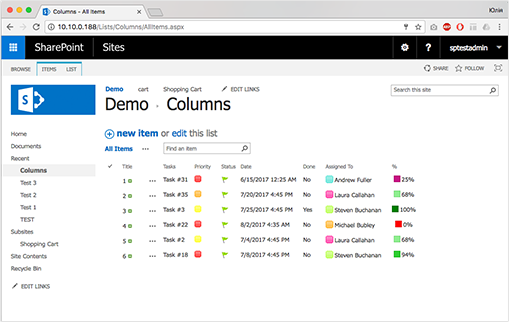 Columns - All Items
Юлія
10.10.0.188/Lists/Columns/AllItems.aspx
SharePoint Sites
sptestadmin
BROWSE ITEMS LIST
SHARE FOLLOW
Demo cart Shopping Cart EDIT LINKS
Search this site
Demo Columns
Home
Documents
Recent
Columns
Test 3
Test 2
Test 1
TEST
Subsites
Shopping Cart
Site Contents
Recycle Bin
EDIT LINKS
new item or edit this list
All Items ••• Find an item
Title Tasks Priority Status Date Done Assigned To %
1 ••• Task #31 6/15/2017 12:25 AM No Andrew Fuller 25%
2 ••• Task #35 7/20/2017 4:45 PM No Laura Callahan 68%
3 ••• Task #3 7/25/2017 4:45 PM Yes Steven Buchanan 100%
4 ••• Task #22 8/2/2017 4:35 AM No Michael Bubley 0%
5 ••• Task #2 7/4/2017 4:45 PM No Laura Callahan 68%
6 ••• Task #18 7/8/2017 4:45 PM No Steven Buchanan 94%